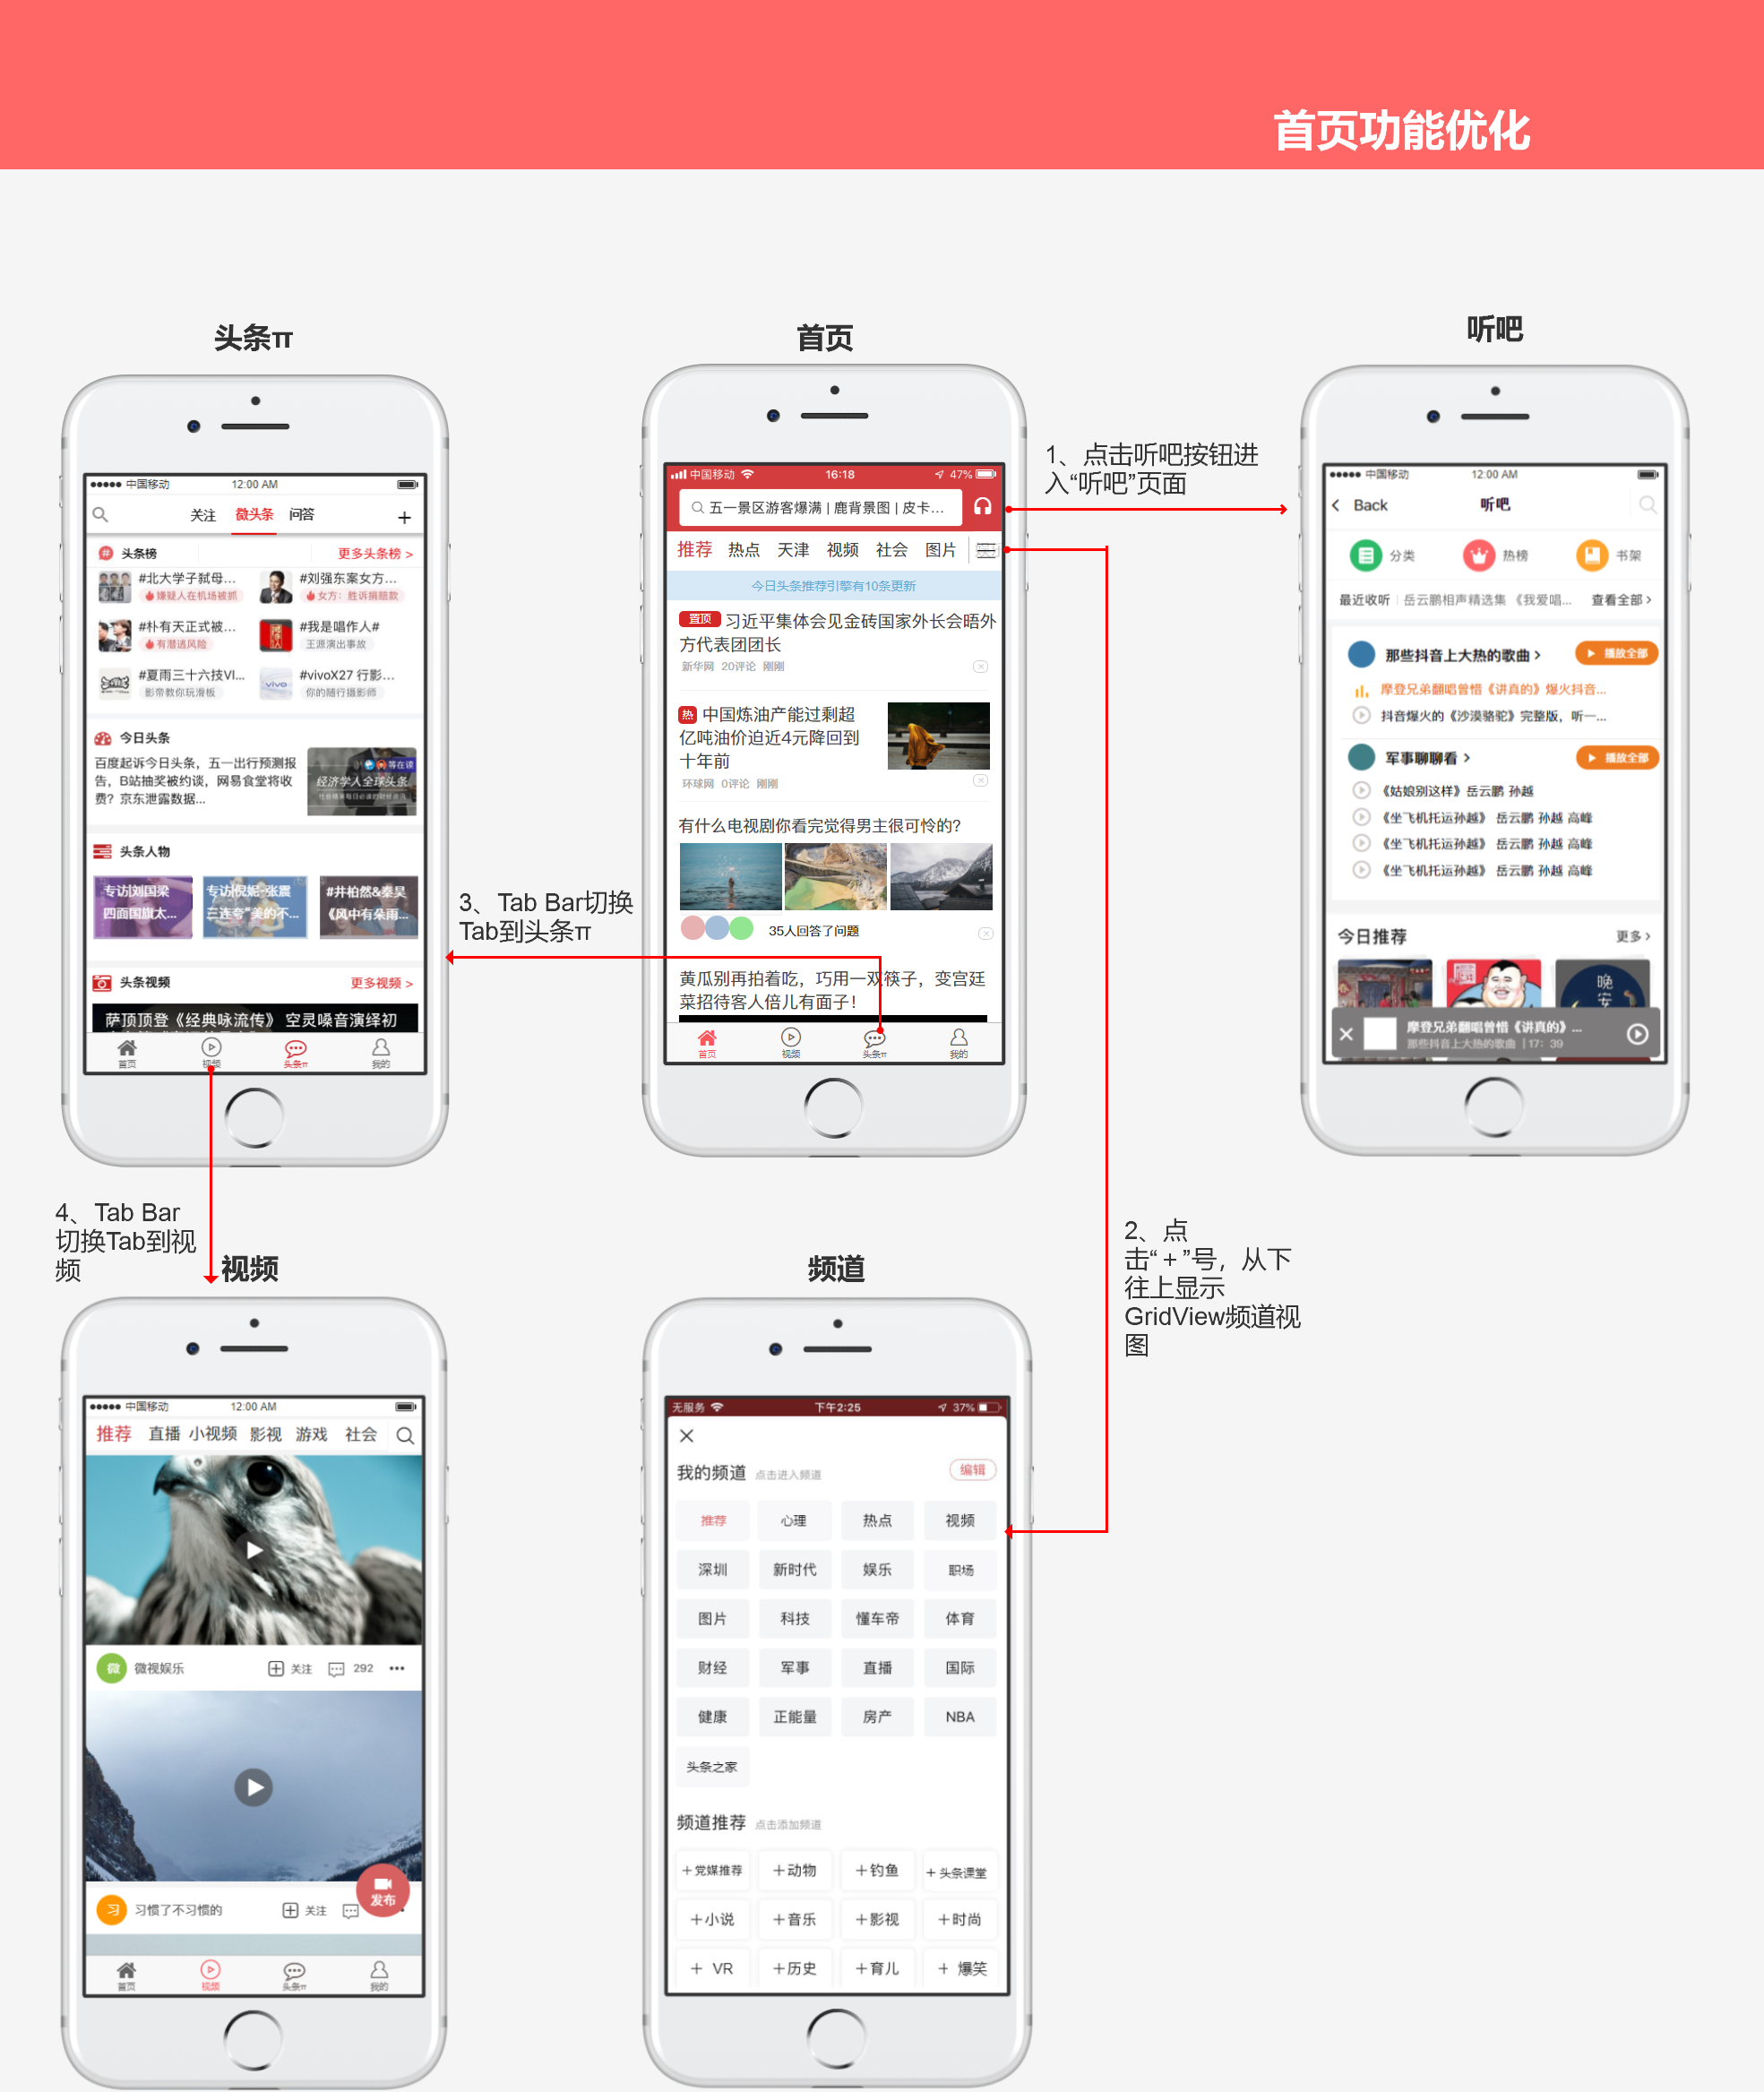 首页功能优化
头条π
中国移动
12:00 AM
关注 微头条 问答
头条榜 更多头条榜 >
#北大学子弑母...
嫌疑人在机场被抓
#刘强东案女方...
女方：胜诉捐赔款
#朴有天正式被...
有潜逃风险
#我是唱作人#
王源演出事故
#夏雨三十六技VI...
影帝教你玩滑板
#vivoX27 行影...
你的随行摄影师
今日头条
百度起诉今日头条，五一出行预测报
告，B站抽奖被约谈，网易食堂将收
费？京东泄露数据...
等在读
经济学人全球头条
头条人物
专访|刘国梁
四面国旗太...
专访|倪妮·张震
三连夸“美的不...
#井柏然&秦昊
《风中有朵雨...
头条视频 更多视频 >
萨顶顶登《经典咏流传》 空灵嗓音演绎初
首页 视频 头条π 我的
首页
中国移动 16:18 47%
五一景区游客爆满 | 鹿背景图 | 皮卡...
推荐 热点 天津 视频 社会 图片
今日头条推荐引擎有10条更新
置顶 习近平集体会见金砖国家外长会晤外
方代表团团长
新华网 20评论 刚刚
热 中国炼油产能过剩超
亿吨油价迫近4元降回到
十年前
环球网 0评论 刚刚
有什么电视剧你看完觉得男主很可怜的?
35人回答了问题
黄瓜别再拍着吃，巧用一双筷子，变宫廷
菜招待客人倍儿有面子！
首页 视频 头条π 我的
1、点击听吧按钮进
入“听吧”页面
听吧
中国移动 12:00 AM
Back 听吧
分类 热榜 书架
最近收听 | 岳云鹏相声精选集 《我爱唱... 查看全部 >
那些抖音上大热的歌曲 > 播放全部
摩登兄弟翻唱曾惜《讲真的》爆火抖音...
抖音爆火的《沙漠骆驼》完整版，听一...
军事聊聊看 > 播放全部
《姑娘别这样》岳云鹏 孙越
《坐飞机托运孙越》 岳云鹏 孙越 高峰
《坐飞机托运孙越》 岳云鹏 孙越 高峰
《坐飞机托运孙越》 岳云鹏 孙越 高峰
今日推荐 更多 >
晚安
摩登兄弟翻唱曾惜《讲真的》...
那些抖音上大热的歌曲 | 17：39
3、Tab Bar切换
Tab到头条π
4、Tab Bar
切换Tab到视
频
2、点
击“＋”号，从下
往上显示
GridView频道视
图
视频
中国移动 12:00 AM
推荐 直播 小视频 影视 游戏 社会
微 微视娱乐 关注 292
发布
习 习惯了不习惯的 关注
首页 视频 头条π 我的
频道
无服务 下午2:25 37%
我的频道 点击进入频道 编辑
推荐 心理 热点 视频
深圳 新时代 娱乐 职场
图片 科技 懂车帝 体育
财经 军事 直播 国际
健康 正能量 房产 NBA
头条之家
频道推荐 点击添加频道
＋党媒推荐 ＋动物 ＋钓鱼 ＋头条课堂
＋小说 ＋音乐 ＋影视 ＋时尚
＋ VR ＋历史 ＋育儿 ＋ 爆笑